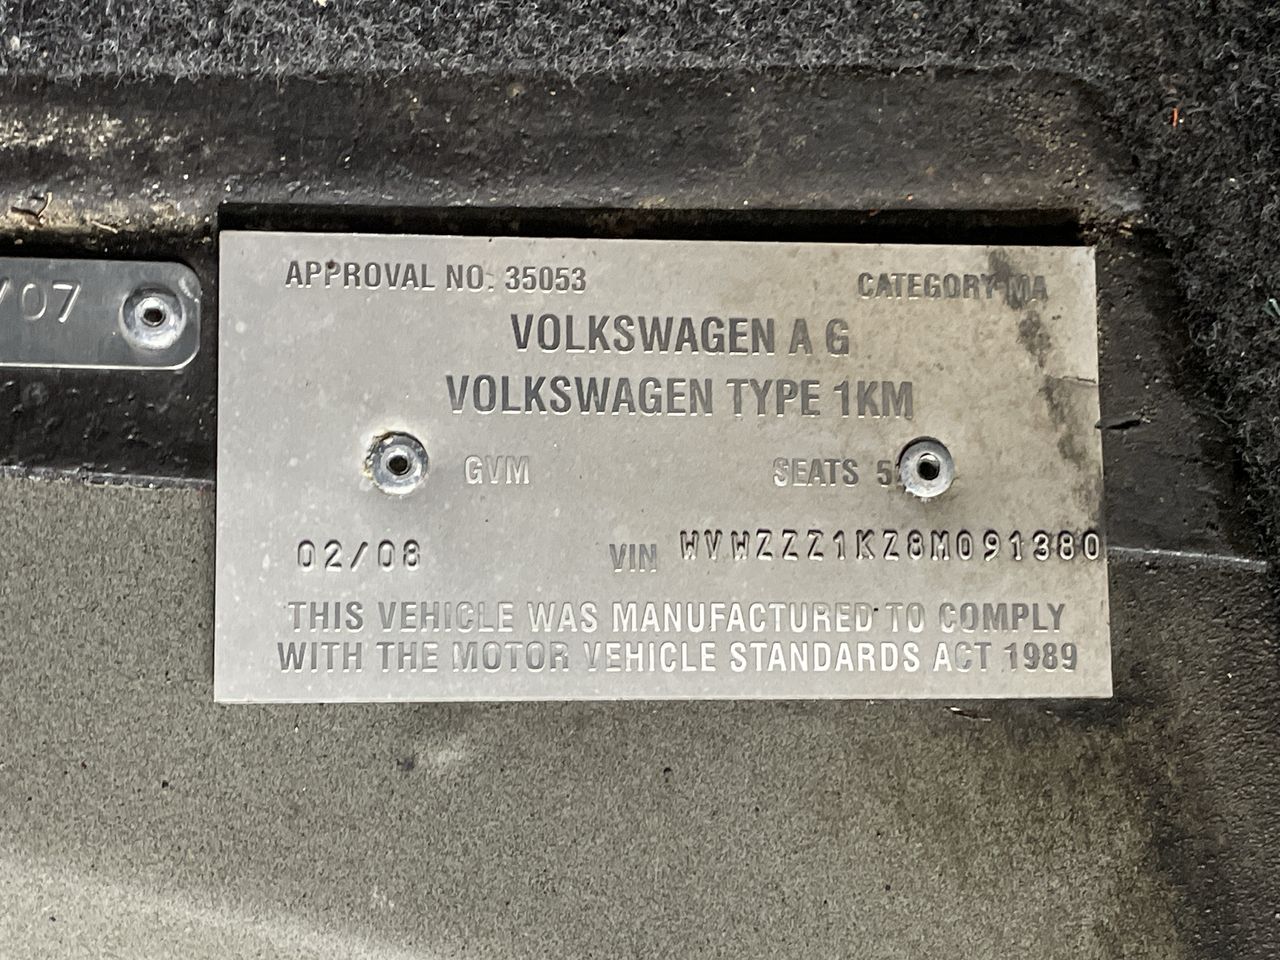 /07
APPROVAL NO: 35053 CATEGORY MA
VOLKSWAGEN A G
VOLKSWAGEN TYPE 1KM
GVM SEATS 5
02/08 VIN WVWZZZ1KZ8M091380
THIS VEHICLE WAS MANUFACTURED TO COMPLY
WITH THE MOTOR VEHICLE STANDARDS ACT 1989